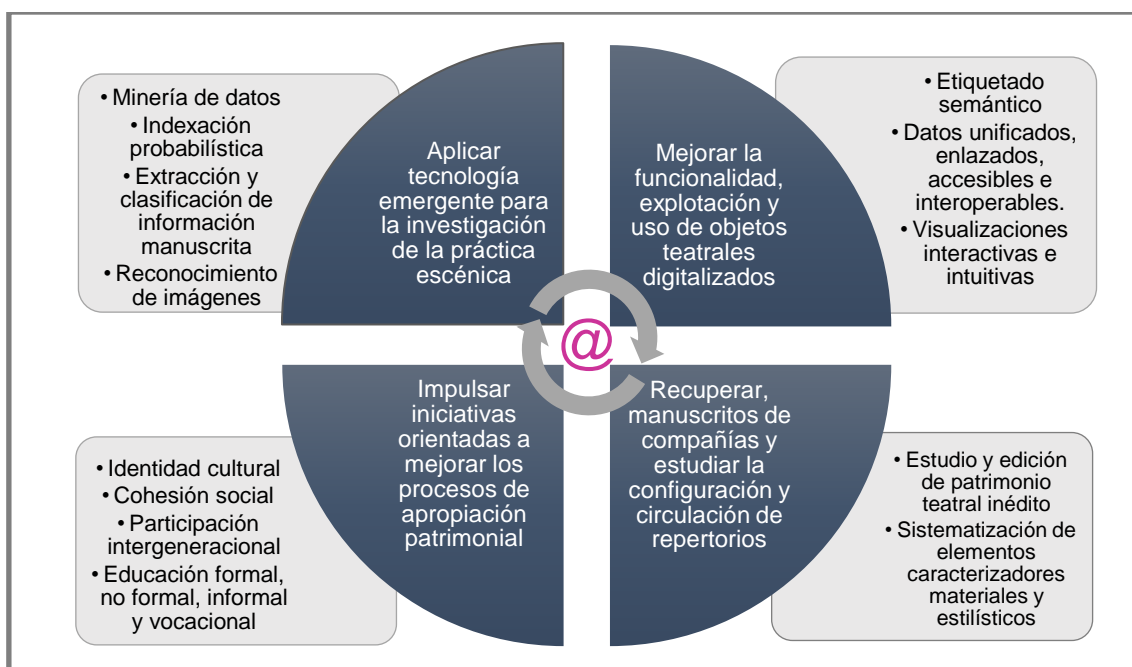 • Minería de datos
• Indexación
probabilística
• Extracción y
clasificación de
información
manuscrita
• Reconocimiento
de imágenes
Aplicar
tecnología
emergente para
la investigación
de la práctica
escénica
Mejorar la
funcionalidad,
explotación y
uso de objetos
teatrales
digitalizados
• Etiquetado
semántico
• Datos unificados,
enlazados,
accesibles e
interoperables.
• Visualizaciones
interactivas e
intuitivas
@
• Identidad cultural
• Cohesión social
• Participación
intergeneracional
• Educación formal,
no formal, informal
y vocacional
Impulsar
iniciativas
orientadas a
mejorar los
procesos de
apropiación
patrimonial
Recuperar,
manuscritos de
compañías y
estudiar la
configuración y
circulación de
repertorios
• Estudio y edición
de patrimonio
teatral inédito
• Sistematización de
elementos
caracterizadores
materiales y
estilísticos